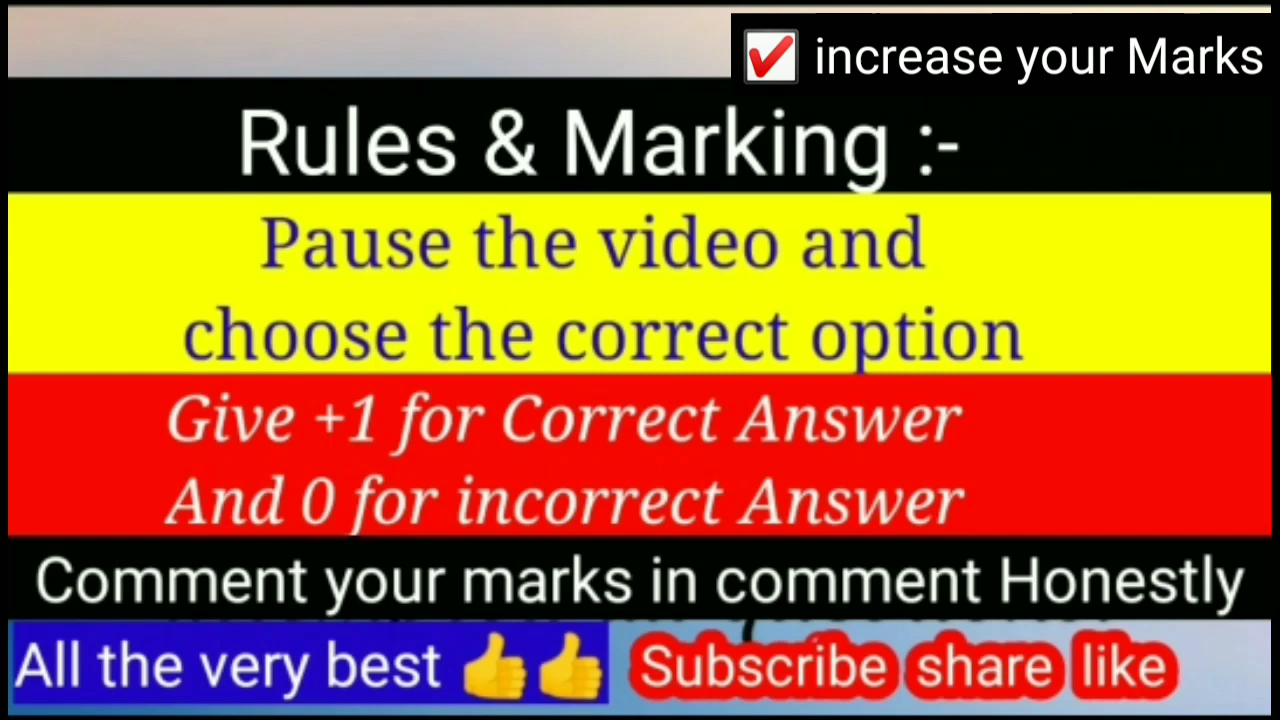 increase your Marks
Rules & Marking :-
Pause the video and
choose the correct option
Give +1 for Correct Answer
And 0 for incorrect Answer
Comment your marks in comment Honestly
All the very best 👍👍 Subscribe share like